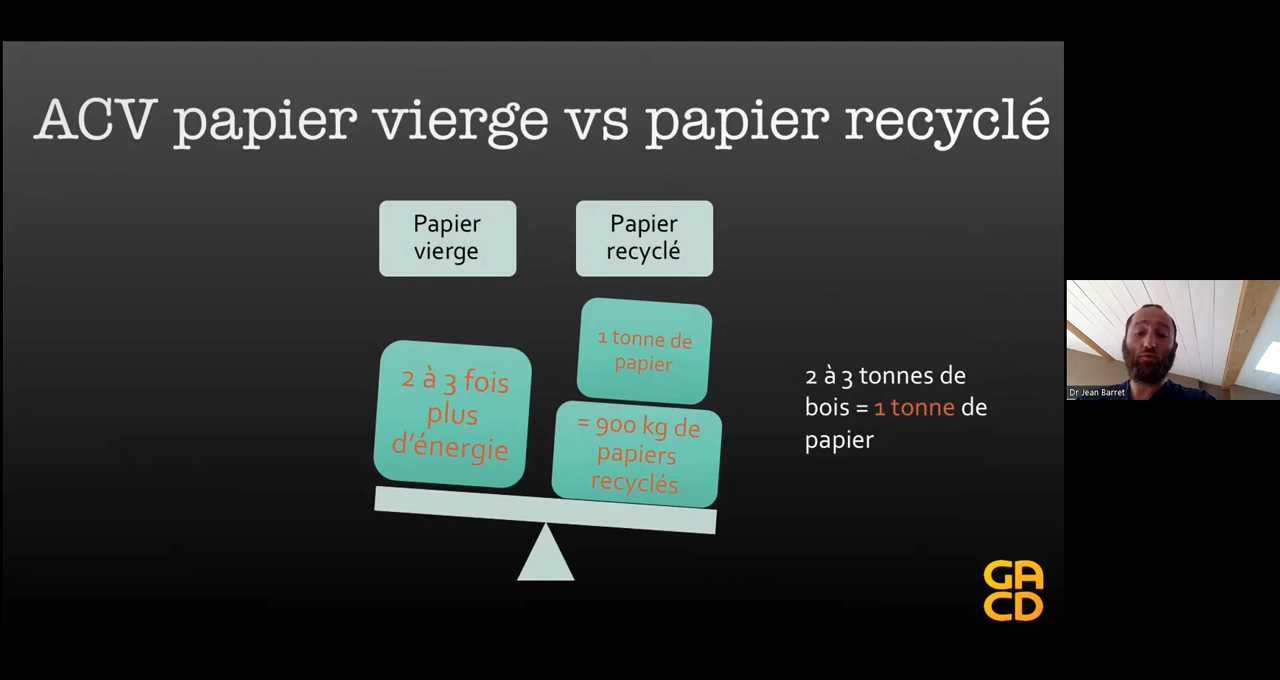 ACV papier vierge vs papier recyclé
Papier
vierge
Papier
recyclé
2 à 3 fois
plus
d’énergie
1 tonne de
papier
= 900 kg de
papiers
recyclés
2 à 3 tonnes de
bois = 1 tonne de
papier
Dr Jean Barret
GA
CD